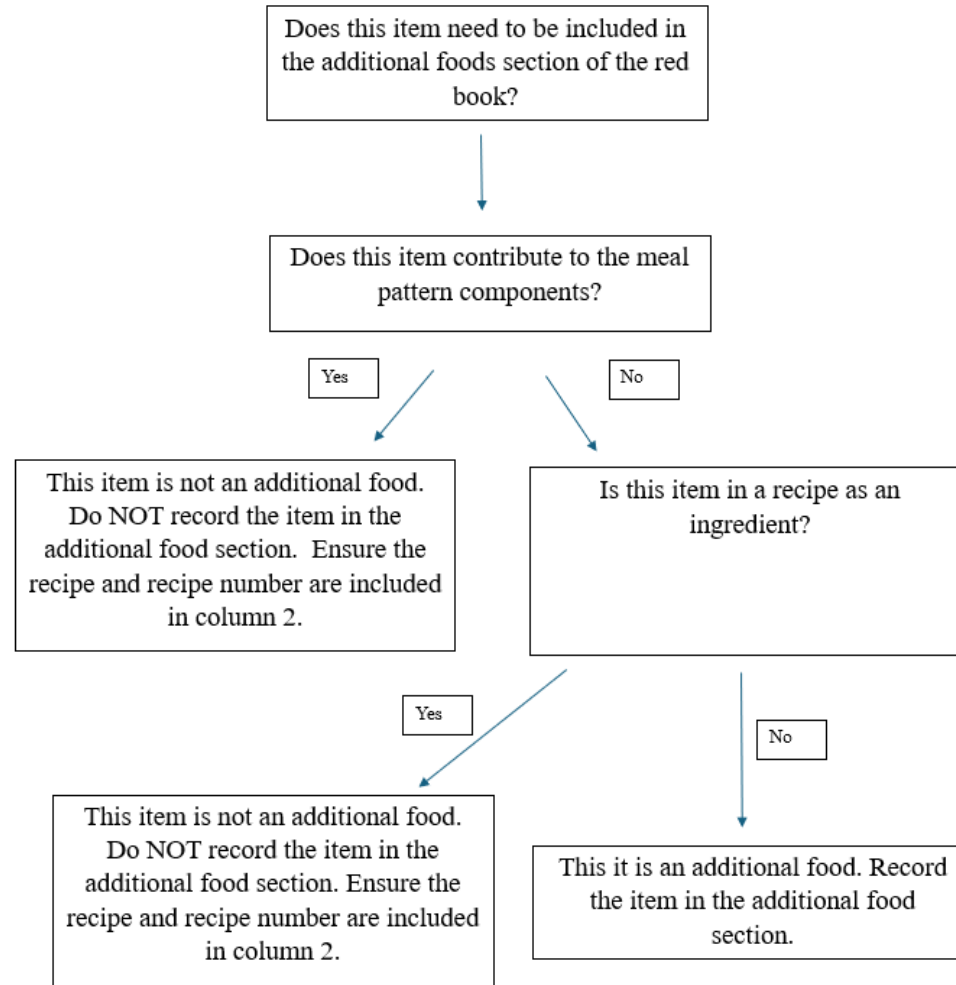 Does this item need to be included in
the additional foods section of the red
book?
Does this item contribute to the meal
pattern components?
Yes
No
This item is not an additional food.
Do NOT record the item in the
additional food section.  Ensure the
recipe and recipe number are included
in column 2.
Is this item in a recipe as an
ingredient?
Yes
No
This item is not an additional food.
Do NOT record the item in the
additional food section. Ensure the
recipe and recipe number are included
in column 2.
This it is an additional food. Record
the item in the additional food
section.